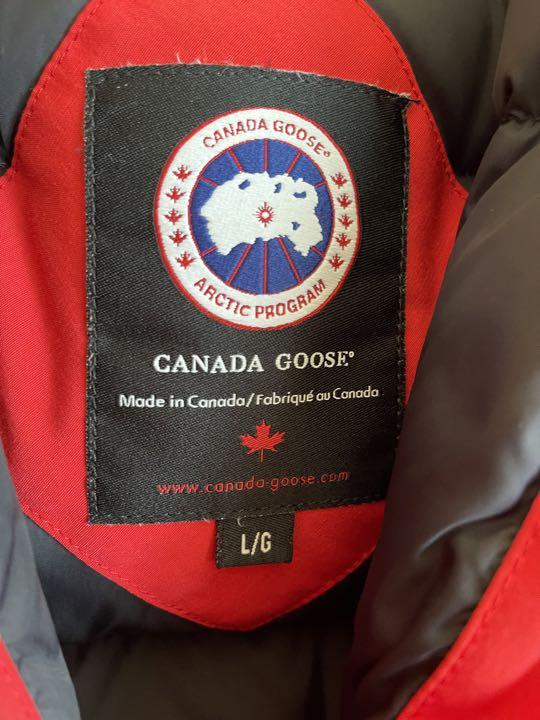 CANADA GOOSE®
ARCTIC PROGRAM
CANADA GOOSE®
Made in Canada/Fabriqué au Canada
www.canada-goose.com
L/G